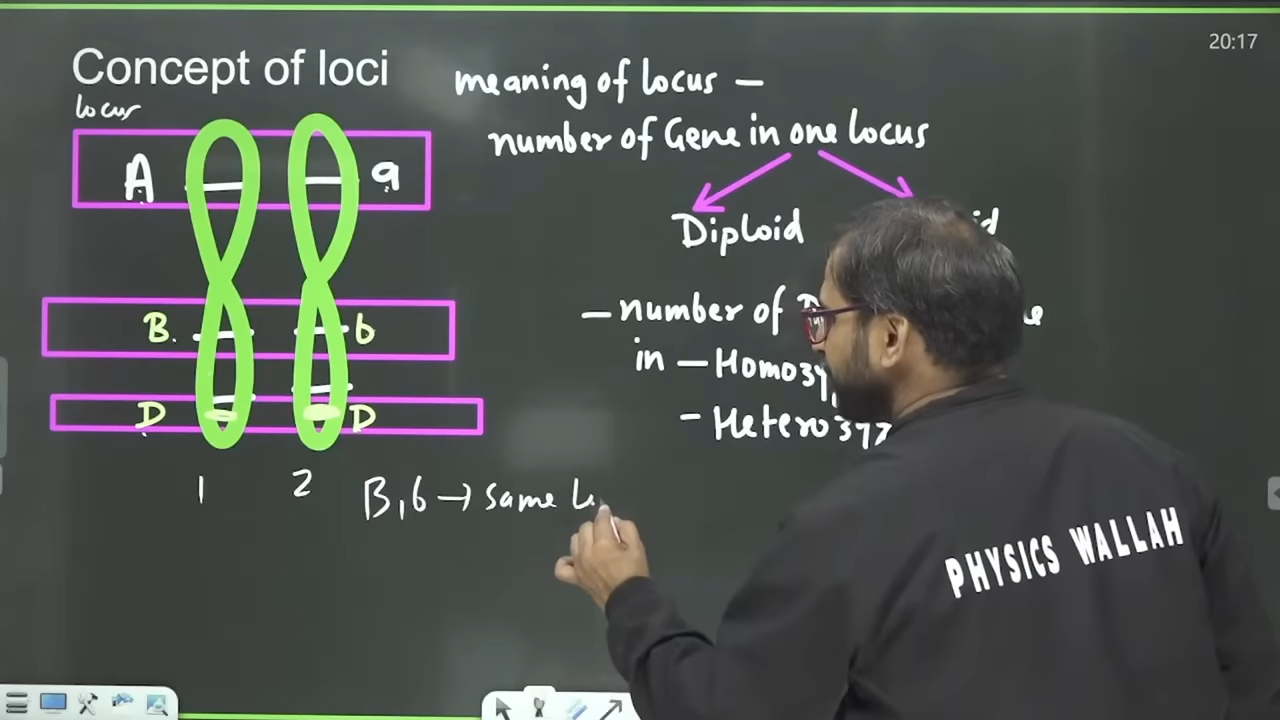 20:17
Concept of loci
locus
meaning of locus —
number of Gene in one locus
A a
Diploid
— number of
B. b
in — Homozy
- Heterozyg
D D
1 2
B, b → same
PHYSICS WALLAH